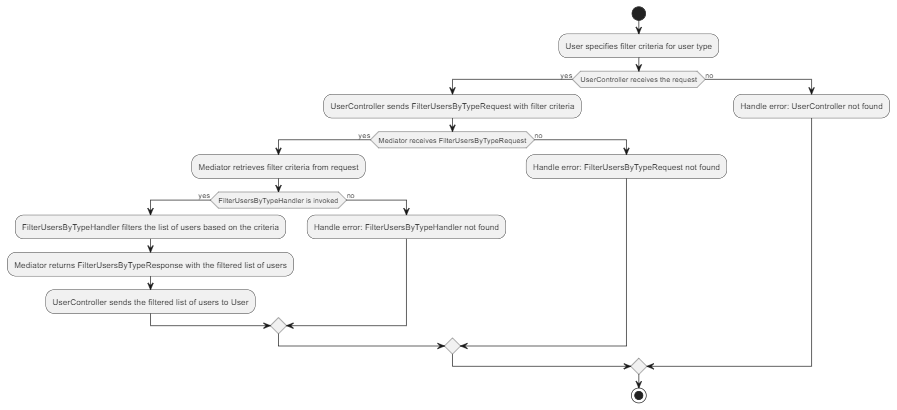 User specifies filter criteria for user type
yes
UserController receives the request
no
UserController sends FilterUsersByTypeRequest with filter criteria
Handle error: UserController not found
yes
Mediator receives FilterUsersByTypeRequest
no
Mediator retrieves filter criteria from request
Handle error: FilterUsersByTypeRequest not found
yes
FilterUsersByTypeHandler is invoked
no
FilterUsersByTypeHandler filters the list of users based on the criteria
Handle error: FilterUsersByTypeHandler not found
Mediator returns FilterUsersByTypeResponse with the filtered list of users
UserController sends the filtered list of users to User